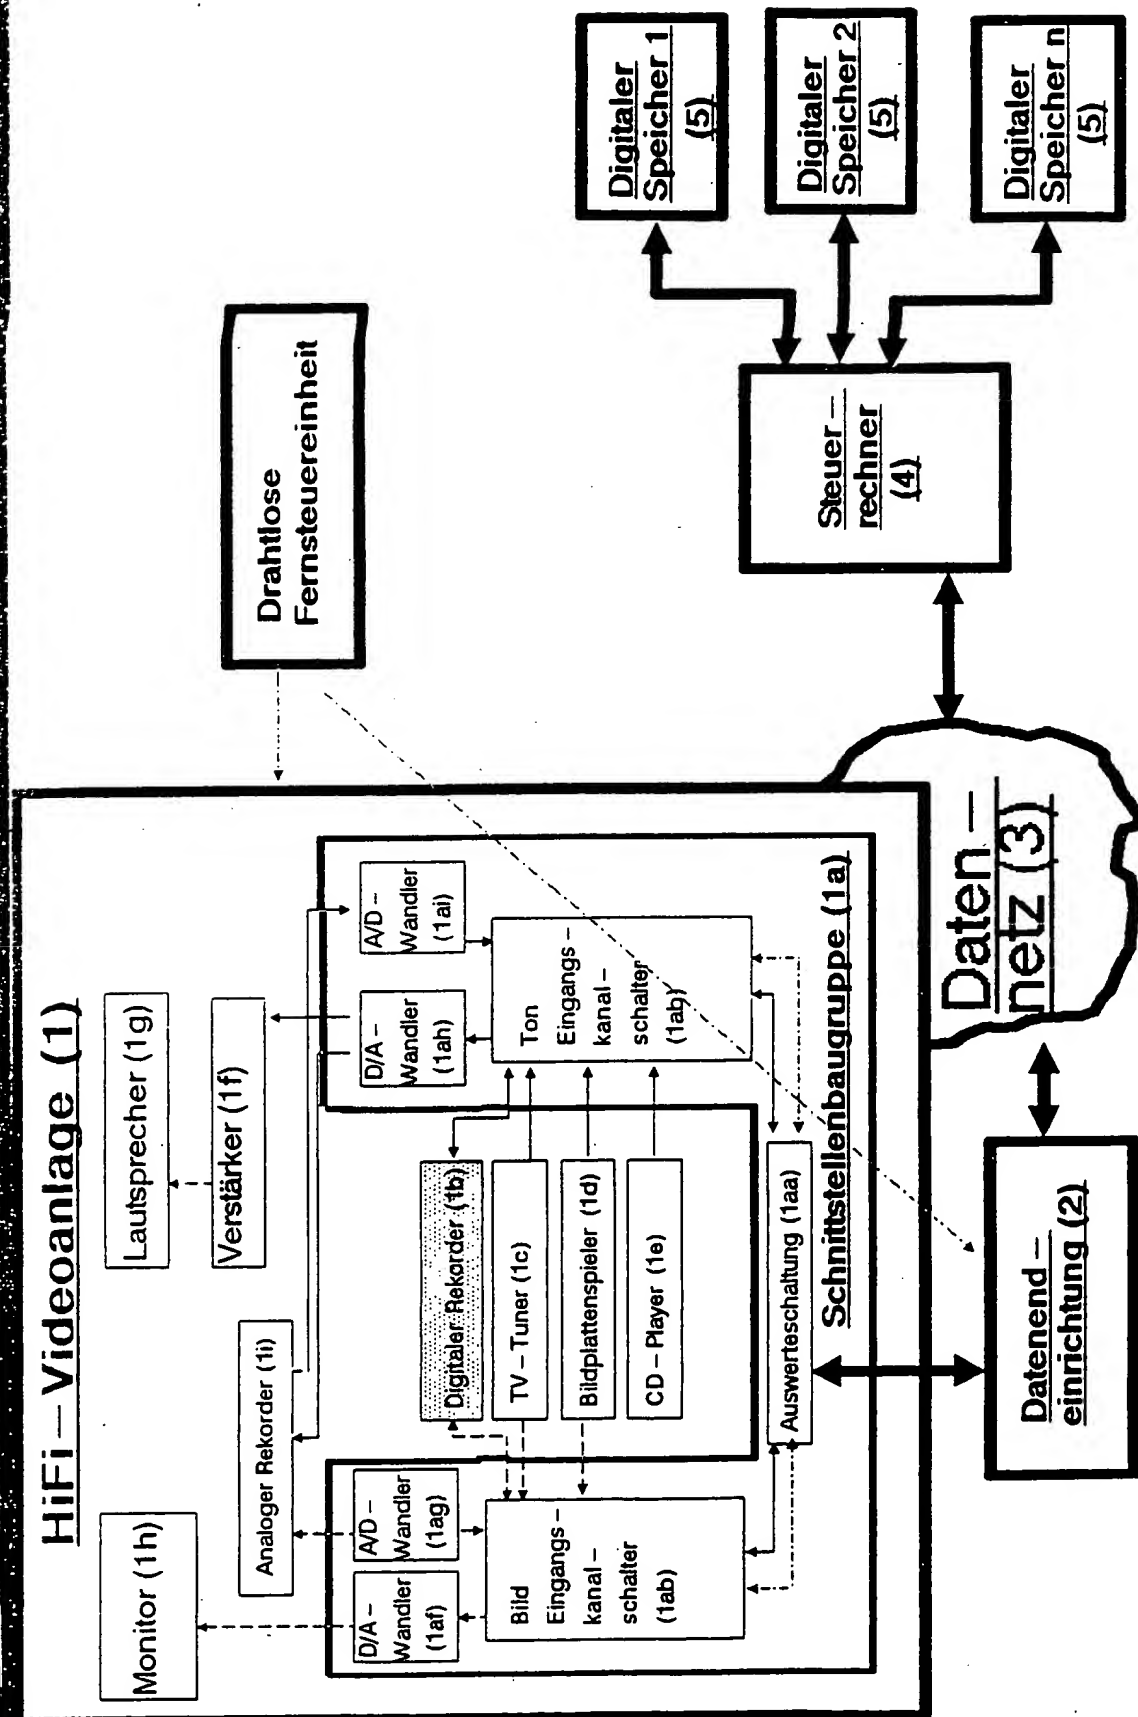 HiFi – Videoanlage (1)
Monitor (1h)
Analoger Rekorder (1i)
Lautsprecher (1g)
Verstärker (1f)
D/A –
Wandler
(1af)
A/D –
Wandler
(1ag)
D/A –
Wandler
(1ah)
A/D –
Wandler
(1ai)
Bild
Eingangs –
kanal –
schalter
(1ab)
Digitaler Rekorder (1b)
TV – Tuner (1c)
Bildplattenspieler (1d)
CD – Player (1e)
Ton
Eingangs –
kanal –
schalter
(1ab)
Auswerteschaltung (1aa)
Schnittstellenbaugruppe (1a)
Drahtlose
Fernsteuereinheit
Datenend –
einrichtung (2)
Daten –
netz (3)
Steuer –
rechner
(4)
Digitaler
Speicher 1
(5)
Digitaler
Speicher 2
(5)
Digitaler
Speicher n
(5)